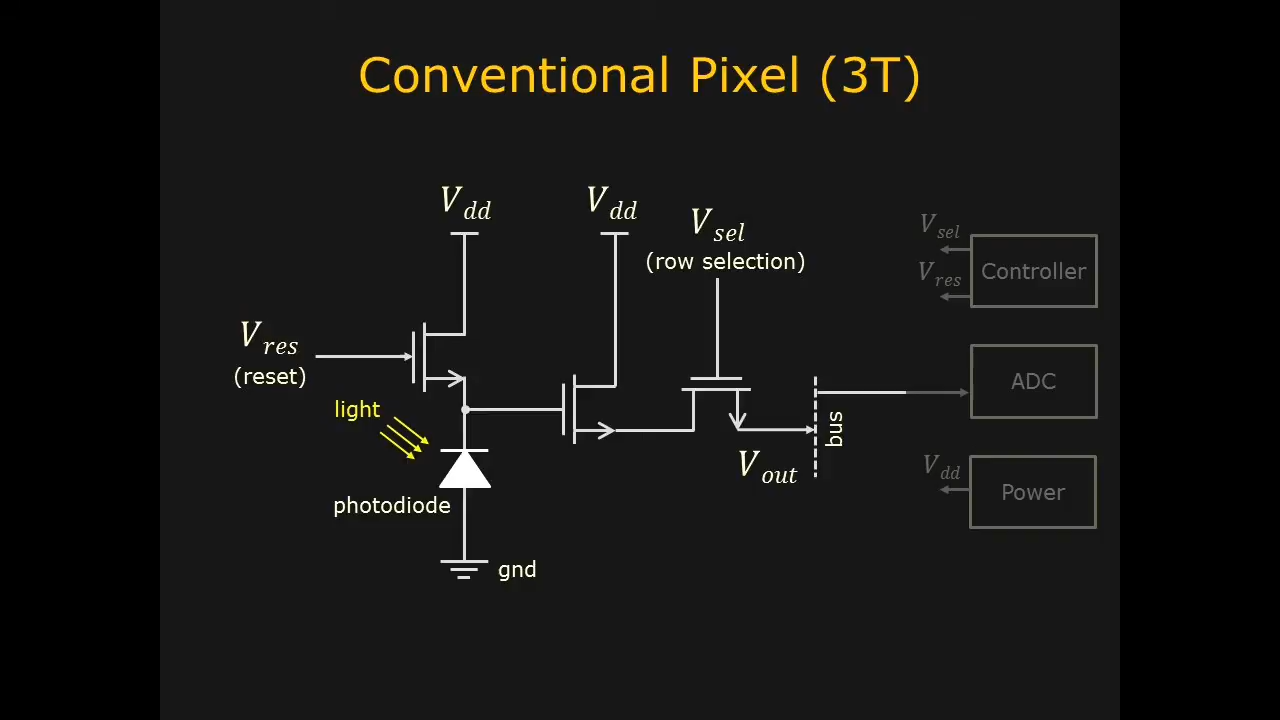 Conventional Pixel (3T)
V_dd
V_dd
V_sel
(row selection)
V_res
(reset)
light
photodiode
gnd
V_out
bus
V_sel
V_res
Controller
ADC
V_dd
Power